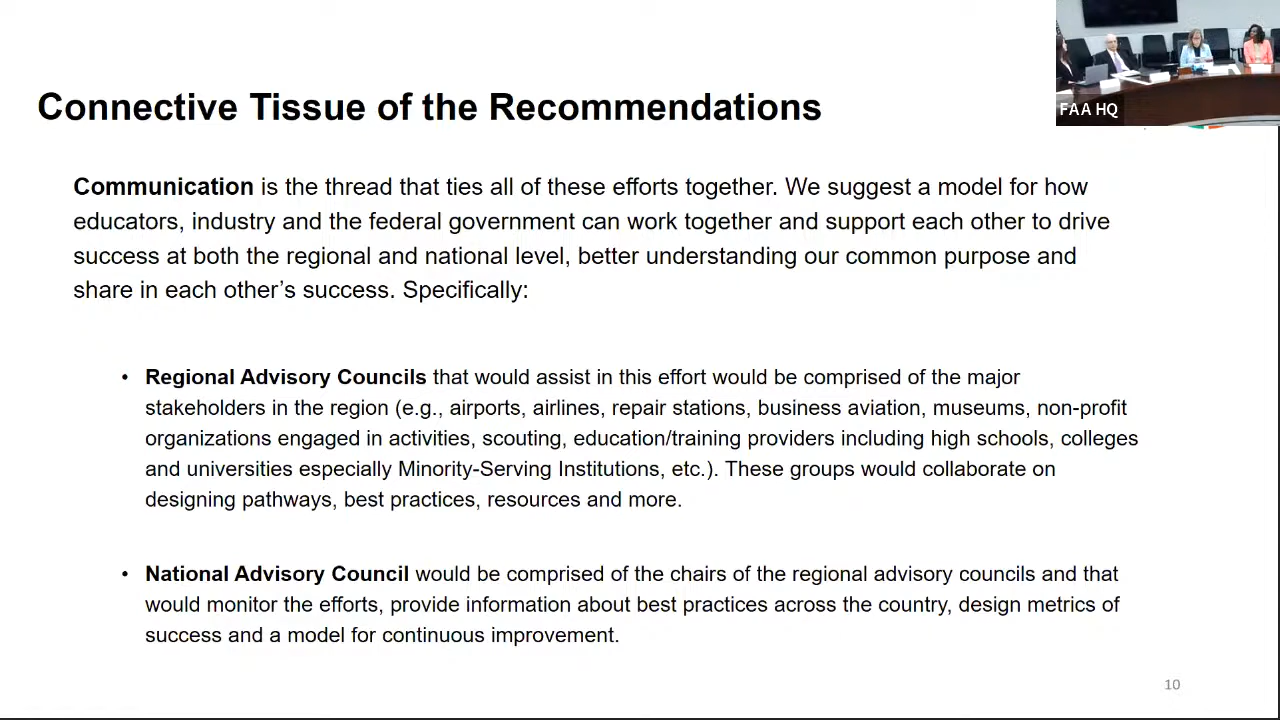 FAA HQ
Connective Tissue of the Recommendations
Communication is the thread that ties all of these efforts together. We suggest a model for how
educators, industry and the federal government can work together and support each other to drive
success at both the regional and national level, better understanding our common purpose and
share in each other’s success. Specifically:
• Regional Advisory Councils that would assist in this effort would be comprised of the major
stakeholders in the region (e.g., airports, airlines, repair stations, business aviation, museums, non-profit
organizations engaged in activities, scouting, education/training providers including high schools, colleges
and universities especially Minority-Serving Institutions, etc.). These groups would collaborate on
designing pathways, best practices, resources and more.
• National Advisory Council would be comprised of the chairs of the regional advisory councils and that
would monitor the efforts, provide information about best practices across the country, design metrics of
success and a model for continuous improvement.
10